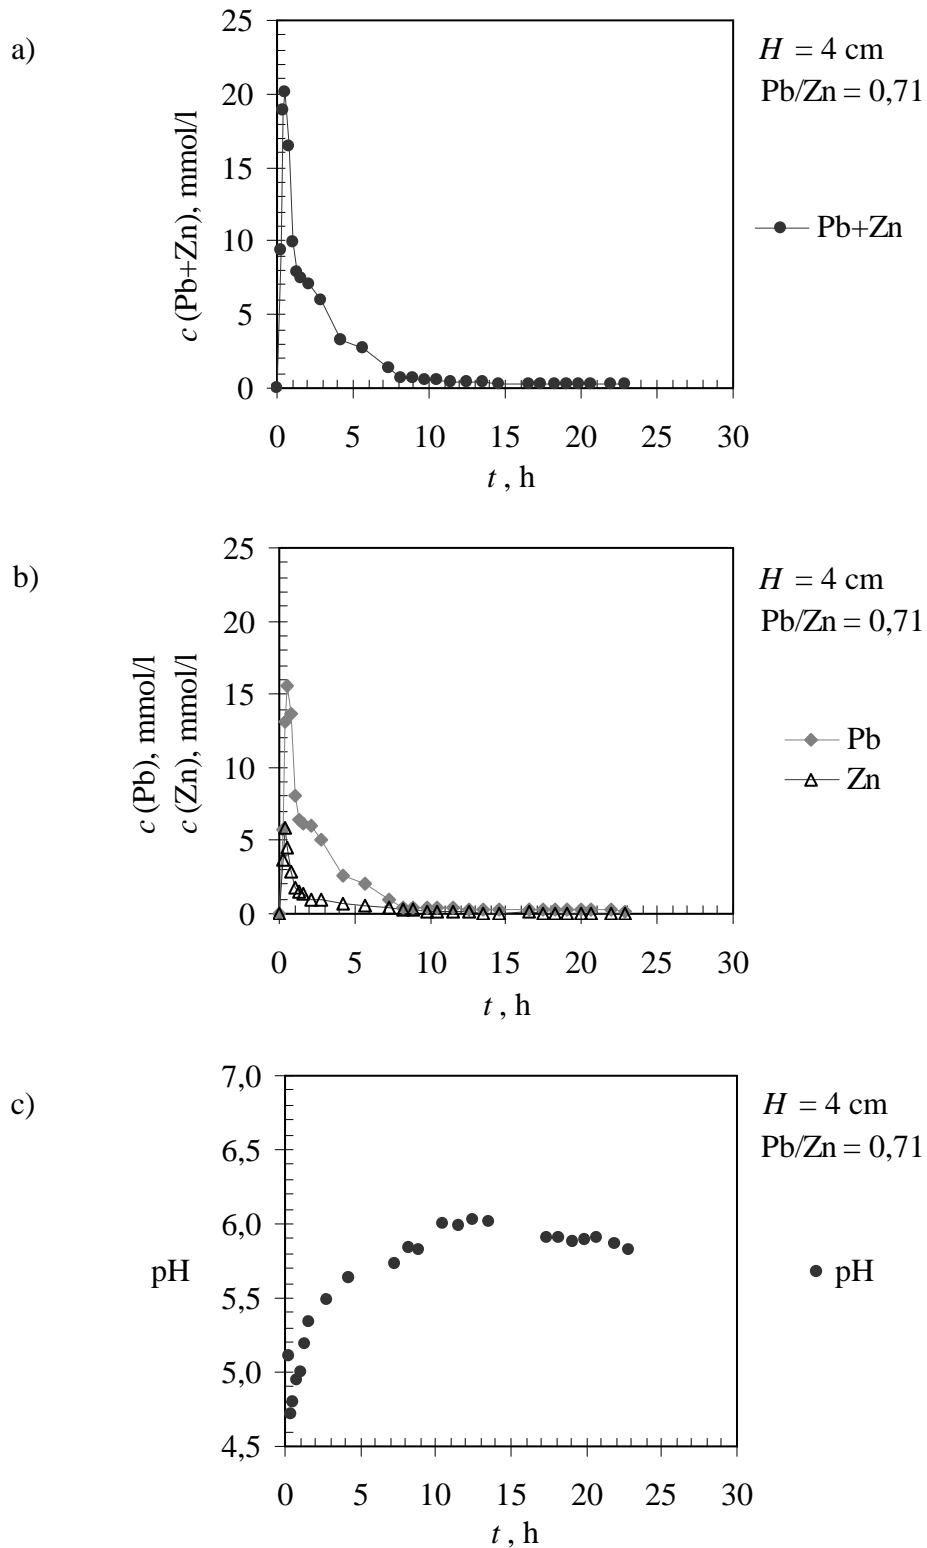 a)
H = 4 cm
Pb/Zn = 0,71
c (Pb+Zn), mmol/l
25
20
15
10
5
0
0 5 10 15 20 25 30
t , h
Pb+Zn
b)
H = 4 cm
Pb/Zn = 0,71
c (Pb), mmol/l
c (Zn), mmol/l
25
20
15
10
5
0
0 5 10 15 20 25 30
t , h
Pb
Zn
c)
H = 4 cm
Pb/Zn = 0,71
pH
7,0
6,5
6,0
5,5
5,0
4,5
0 5 10 15 20 25 30
t , h
pH